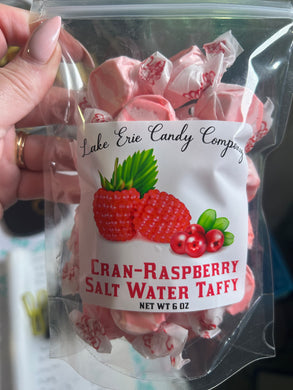 Lake Erie Candy Company
Cran-Raspberry
Salt Water Taffy
Net Wt 6 oz